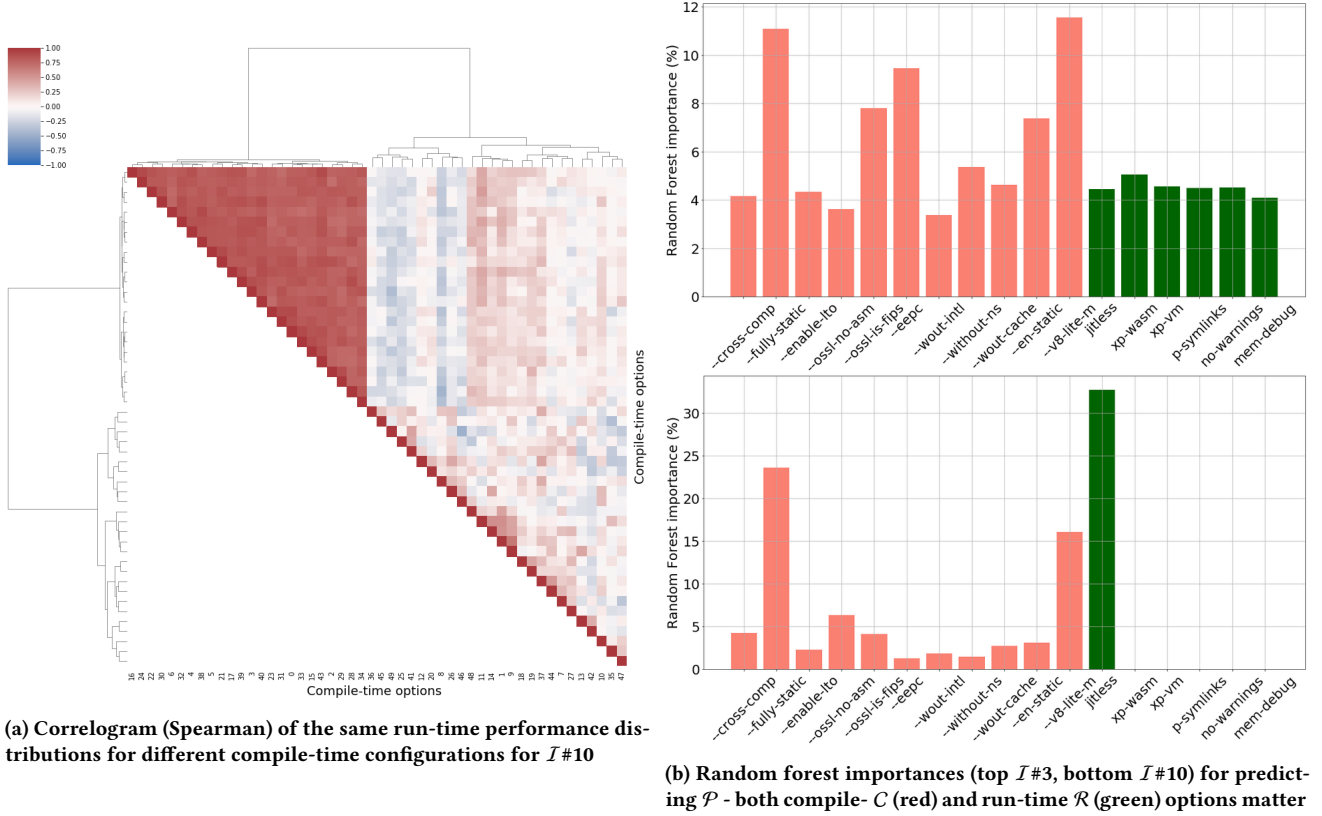 1.00
0.75
0.50
0.25
0.00
−0.25
−0.50
−0.75
−1.00
Compile-time options
16 24 22 30 6 32 4 38 5 21 17 39 3 40 23 31 0 33 15 43 2 29 28 34 36 45 49 25 41 12 20 8 26 46 48 11 14 1 9 18 19 37 44 7 27 13 42 10 35 47
Compile-time options
(a) Correlogram (Spearman) of the same run-time performance dis-
tributions for different compile-time configurations for I#10
12
10
8
6
4
2
0
Random Forest importance (%)
--cross-comp
--fully-static
--enable-lto
--ossl-no-asm
--ossl-is-fips
--eepc
--wout-intl
--without-ns
--wout-cache
--en-static
--v8-lite-m
jitless
xp-wasm
xp-vm
p-symlinks
no-warnings
mem-debug
30
25
20
15
10
5
0
Random Forest importance (%)
--cross-comp
--fully-static
--enable-lto
--ossl-no-asm
--ossl-is-fips
--eepc
--wout-intl
--without-ns
--wout-cache
--en-static
--v8-lite-m
jitless
xp-wasm
xp-vm
p-symlinks
no-warnings
mem-debug
(b) Random forest importances (top I#3, bottom I#10) for predict-
ing P - both compile- C (red) and run-time R (green) options matter